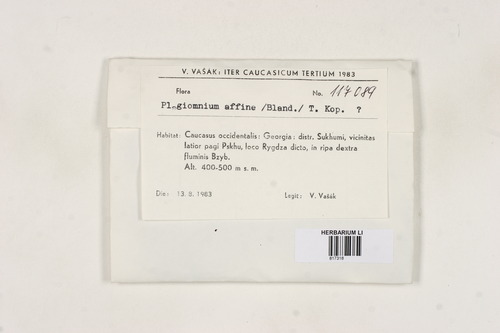 V. VAŠÁK: ITER CAUCASICUM TERTIUM 1983
Flora
No. 117089
Plagiomnium affine /Bland./ T. Kop. ?
Habitat: Caucasus occidentalis: Georgia: distr. Sukhumi, vicinitas
latior pagi Pskhu, loco Rygdza dicto, in ripa dextra
fluminis Bzyb.
Alt. 400-500 m s. m.
Die: 13. 8. 1983
Legit: V. Vašák
HERBARIUM LI